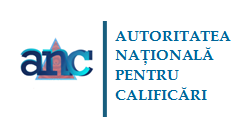 anc
AUTORITATEA
NAȚIONALĂ
PENTRU
CALIFICĂRI